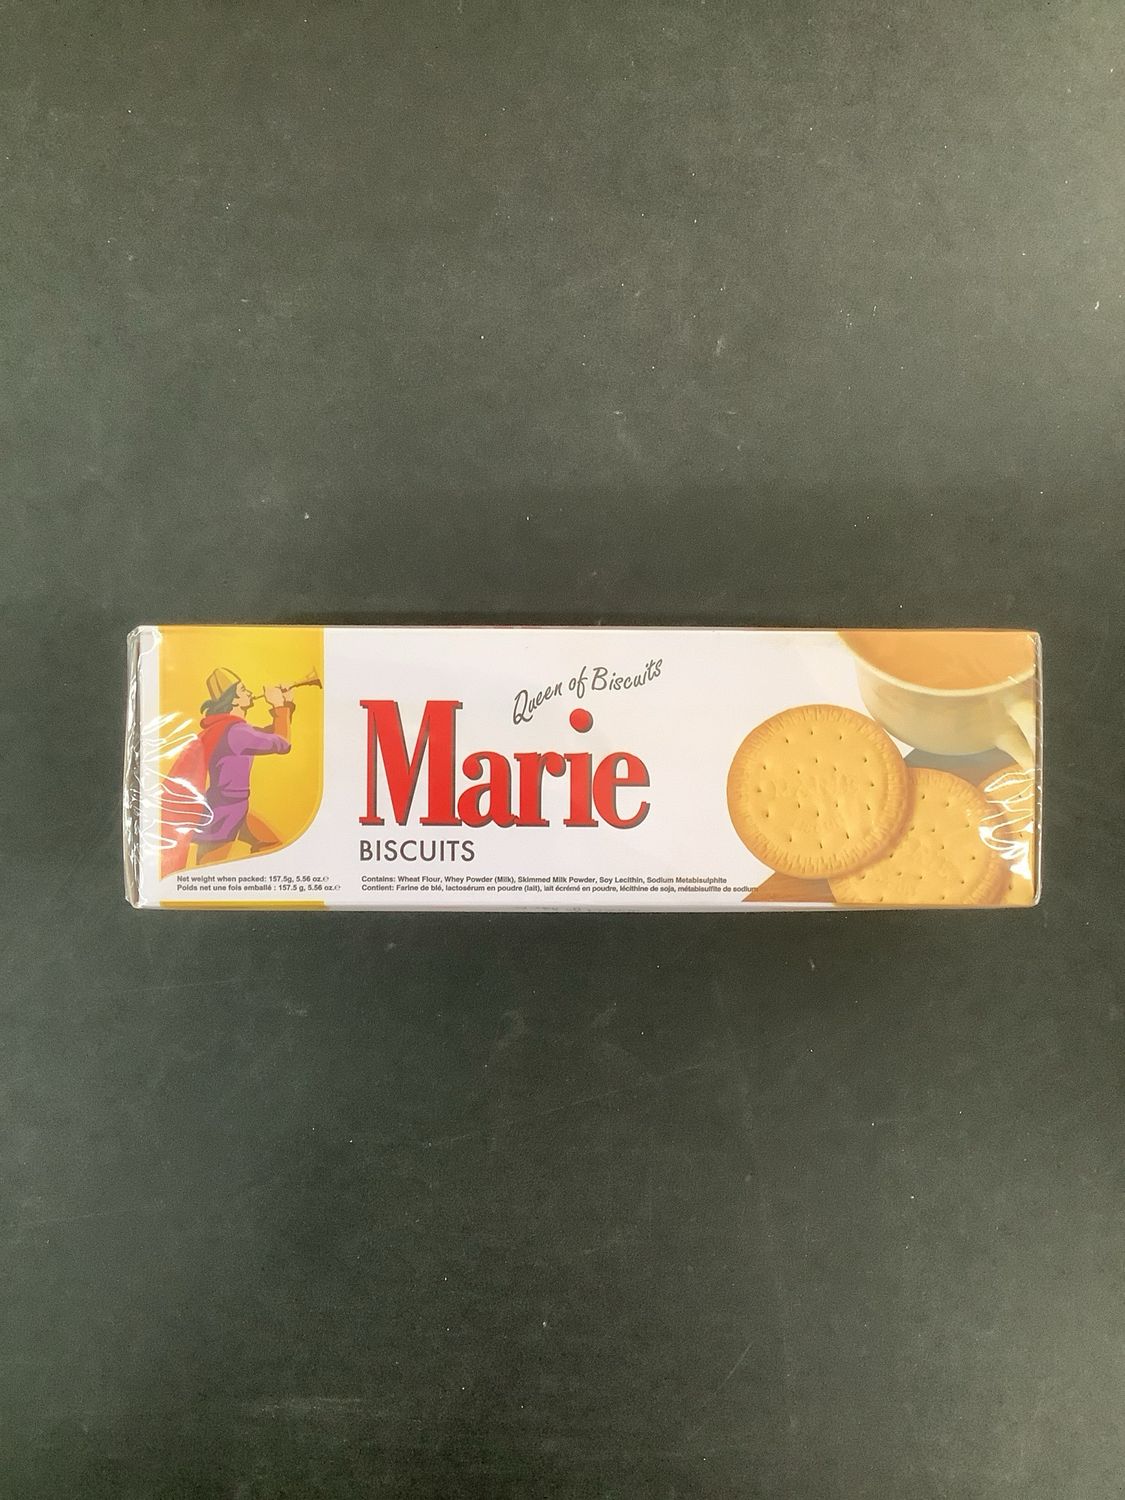 Queen of Biscuits
Marie
BISCUITS
Net weight when packed: 157.5g, 5.56 oz.℮
Poids net une fois emballé : 157.5 g, 5.56 oz.℮
Contains: Wheat Flour, Whey Powder (Milk), Skimmed Milk Powder, Soy Lecithin, Sodium Metabisulphite
Contient: Farine de blé, lactosérum en poudre (lait), lait écrémé en poudre, lécithine de soja, métabisulfite de sodium